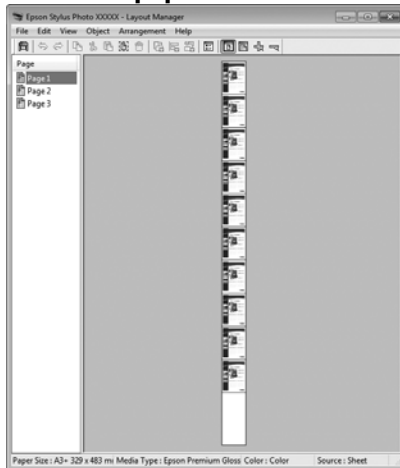 Epson Stylus Photo XXXXX - Layout Manager
File Edit View Object Arrangement Help
Page
Page 1
Page 2
Page 3
Paper Size : A3+ 329 x 483 mi Media Type : Epson Premium Gloss Color : Color Source : Sheet